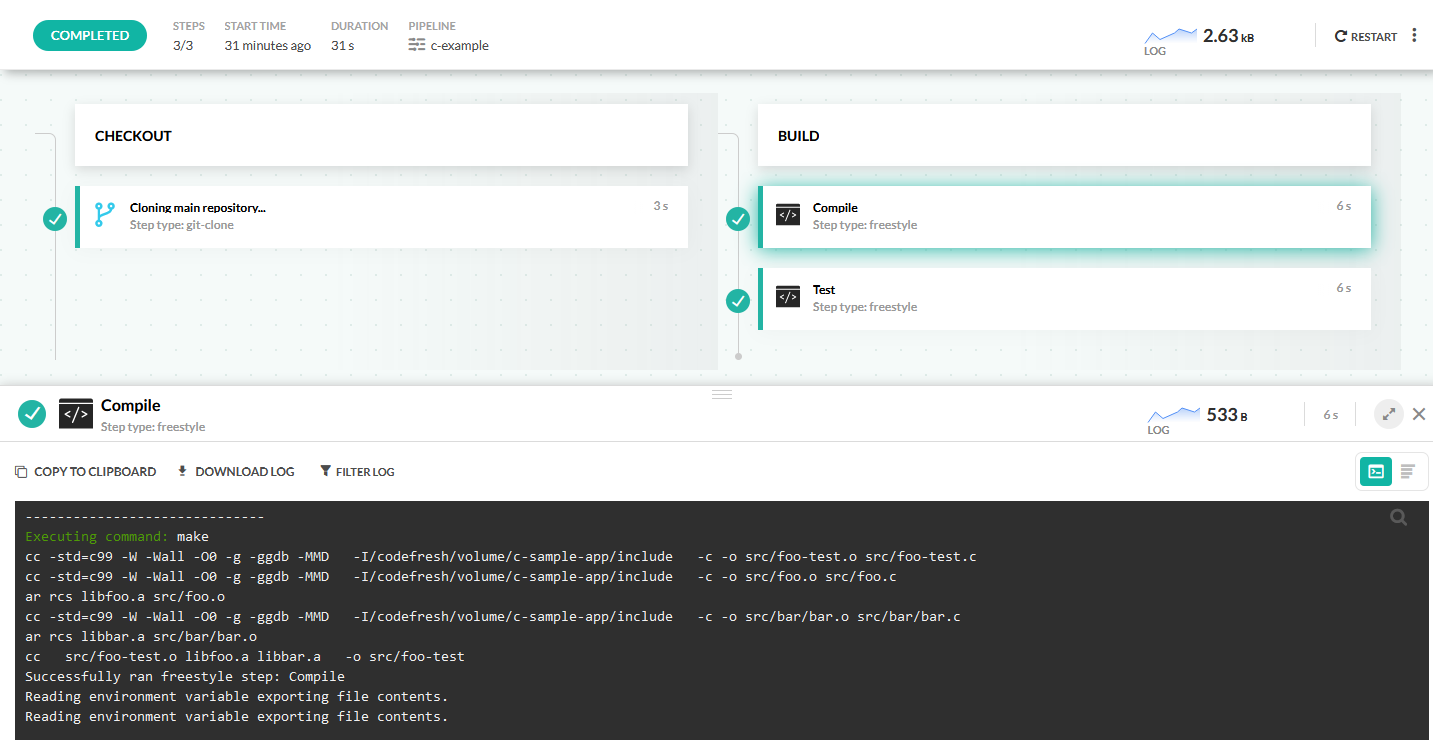 COMPLETED
STEPS
3/3
START TIME
31 minutes ago
DURATION
31 s
PIPELINE
c-example
LOG
2.63 kB
RESTART
CHECKOUT
Cloning main repository...
3 s
Step type: git-clone
BUILD
Compile
6 s
Step type: freestyle
Test
6 s
Step type: freestyle
Compile
Step type: freestyle
LOG
533 B
6 s
COPY TO CLIPBOARD
DOWNLOAD LOG
FILTER LOG
------------------------------
Executing command: make
cc -std=c99 -W -Wall -O0 -g -ggdb -MMD   -I/codefresh/volume/c-sample-app/include   -c -o src/foo-test.o src/foo-test.c
cc -std=c99 -W -Wall -O0 -g -ggdb -MMD   -I/codefresh/volume/c-sample-app/include   -c -o src/foo.o src/foo.c
ar rcs libfoo.a src/foo.o
cc -std=c99 -W -Wall -O0 -g -ggdb -MMD   -I/codefresh/volume/c-sample-app/include   -c -o src/bar/bar.o src/bar/bar.c
ar rcs libbar.a src/bar/bar.o
cc   src/foo-test.o libfoo.a libbar.a   -o src/foo-test
Successfully ran freestyle step: Compile
Reading environment variable exporting file contents.
Reading environment variable exporting file contents.